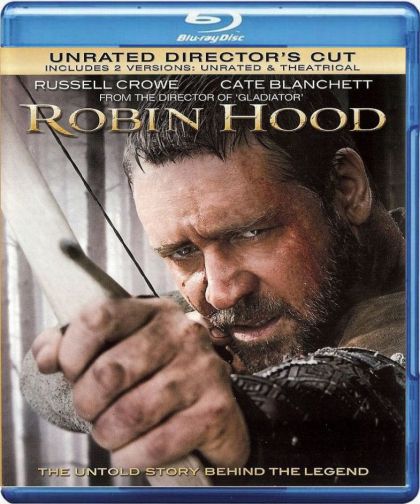 Blu-ray Disc
UNRATED DIRECTOR'S CUT
INCLUDES 2 VERSIONS: UNRATED & THEATRICAL
RUSSELL CROWE CATE BLANCHETT
FROM THE DIRECTOR OF 'GLADIATOR'
ROBIN HOOD
THE UNTOLD STORY BEHIND THE LEGEND